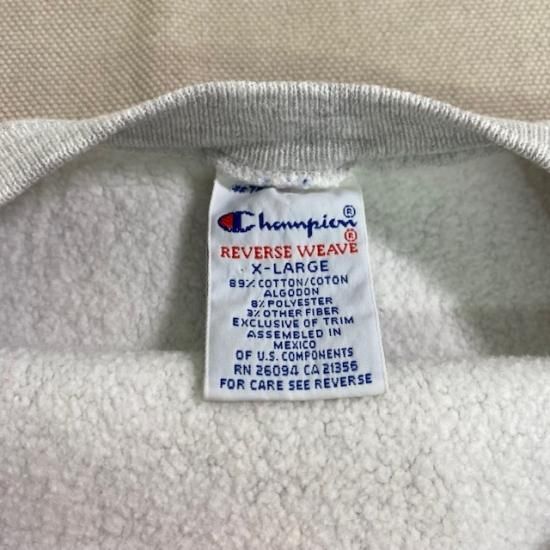 Champion®
REVERSE WEAVE®
X-LARGE
89% COTTON/COTON
ALGODON
8% POLYESTER
3% OTHER FIBER
EXCLUSIVE OF TRIM
ASSEMBLED IN
MEXICO
OF U.S. COMPONENTS
RN 26094 CA 21356
FOR CARE SEE REVERSE